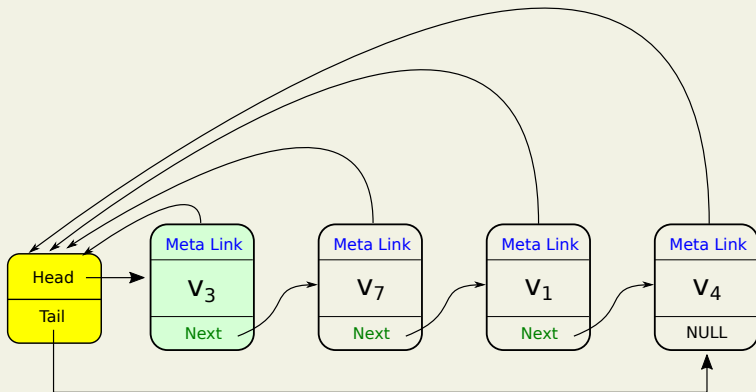 Head
Tail
Meta Link
v3
Next
Meta Link
v7
Next
Meta Link
v1
Next
Meta Link
v4
NULL